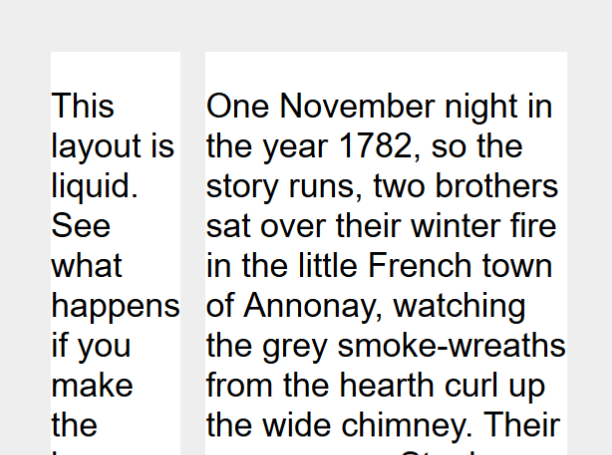 This
layout is
liquid.
See
what
happens
if you
make
the
One November night in
the year 1782, so the
story runs, two brothers
sat over their winter fire
in the little French town
of Annonay, watching
the grey smoke-wreaths
from the hearth curl up
the wide chimney. Their